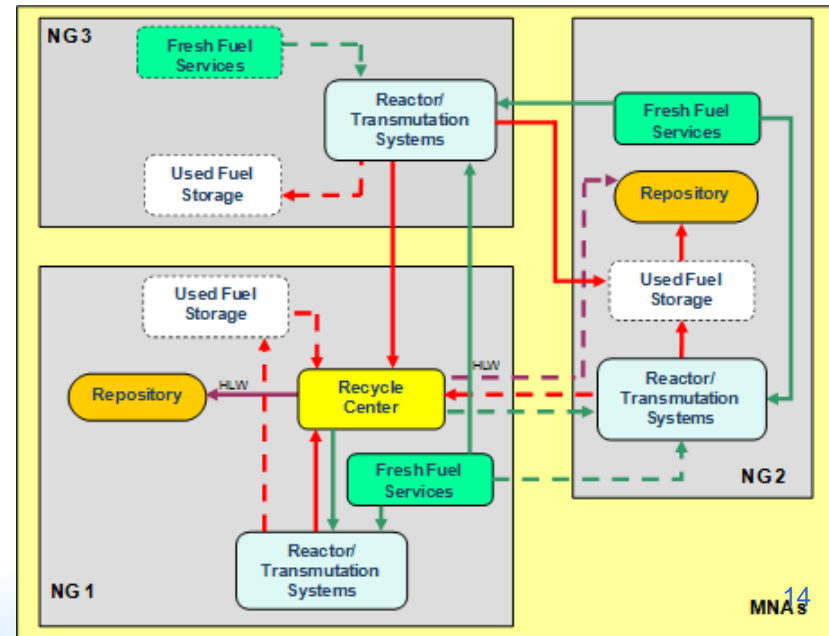 NG3
Fresh Fuel
Services
Reactor/
Transmutation
Systems
Used Fuel
Storage
Fresh Fuel
Services
Repository
Used Fuel
Storage
Reactor/
Transmutation
Systems
NG2
Used Fuel
Storage
Repository
HLW
Recycle
Center
HLW
Fresh Fuel
Services
Reactor/
Transmutation
Systems
NG1
MNAs
14